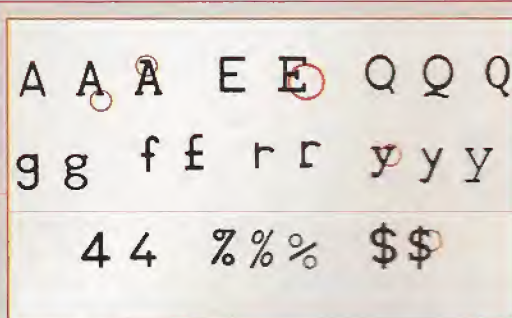 A A A E E Q Q Q
g g f f r r y y y
4 4 % % % $ $